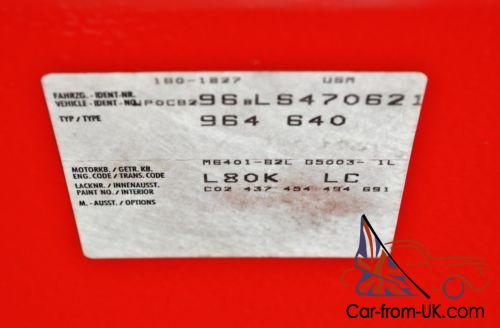 180-1827 USM
FAHRZG. - IDENT-NR.
VEHICLE - IDENT - NO. WP0CB296BLS470621
TYP / TYPE 964 640
MOTORKB. / GETR. KB. M6401-62L G5003- 1L
ENG. CODE / TRANS. CODE
LACKNR. / INNENAUSST. L80K LC
PAINT NO. / INTERIOR C02 437 454 494 691
M. - AUSST. / OPTIONS
Car-from-UK.com